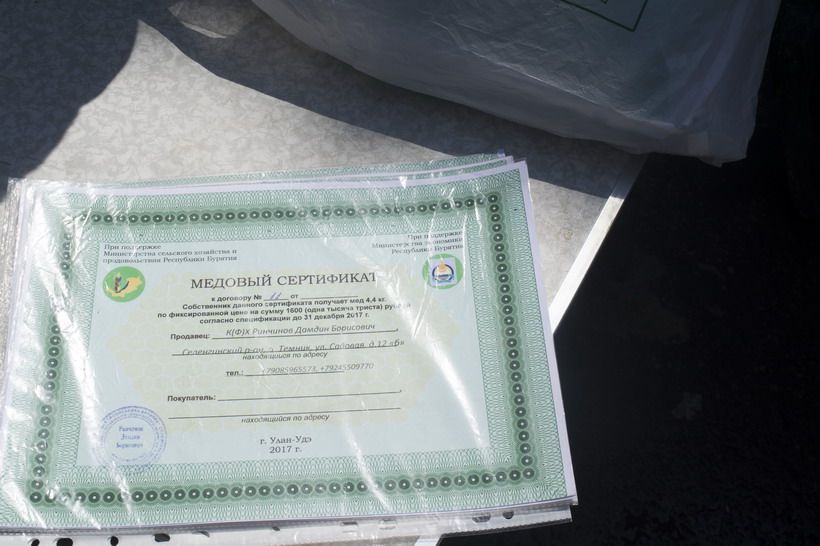 При поддержке
Министерства сельского хозяйства и
продовольствия Республики Бурятия
При поддержке
Министерства экономики
Республики Бурятия
МЕДОВЫЙ СЕРТИФИКАТ
к договору № 11 от
Собственник данного сертификата получает мед 4,4 кг.
по фиксированной цене на сумму 1600 (одна тысяча триста) рублей
согласно спецификации до 31 декабря 2017 г.
Продавец: К(Ф)Х Ринчинов Дамдин Борисович,
Селенгинский р-он, с. Темник, ул. Садовая, д.12 «Б»
находящийся по адресу
тел.: +79085965573, +79245509770
Покупатель:
находящийся по адресу
г. Улан-Удэ
2017 г.
Борисович